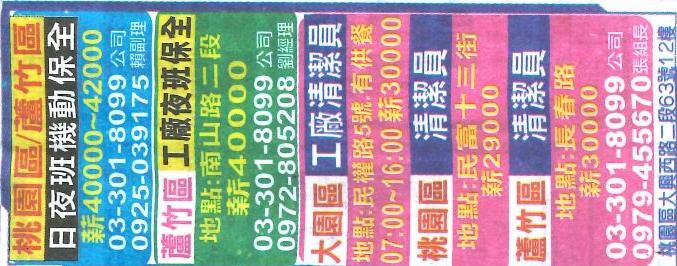 桃園區/蘆竹區
日夜班機動保全
薪40000~42000
03-301-8099 公司
0925-039175 賴副理
蘆竹區 工廠夜班保全
地點:南山路二段
薪40000
03-301-8099 公司
0972-805208 劉經理
大園區 工廠清潔員
地點:民權路5號.有供餐
07:00~16:00 薪30000
桃園區 清潔員
地點:民富十三街
薪29000
蘆竹區 清潔員
地點:長春路
薪30000
03-301-8099 公司
0979-455670 張組長
桃園區大興西路二段63號12樓